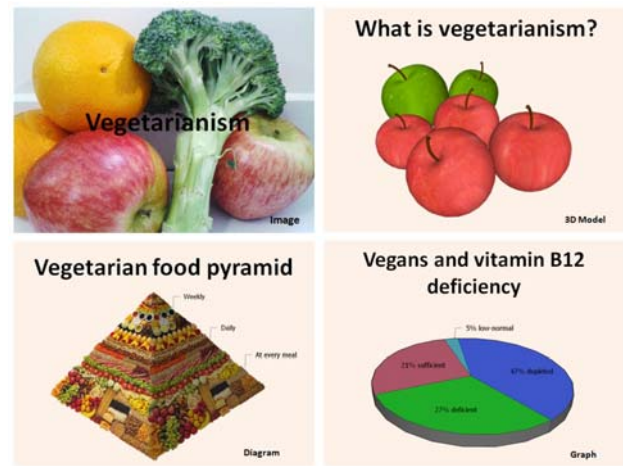 Vegetarianism
Image
What is vegetarianism?
3D Model
Vegetarian food pyramid
Weekly
Daily
At every meal
Diagram
Vegans and vitamin B12
deficiency
5% low-normal
21% sufficient
47% depleted
27% deficient
Graph